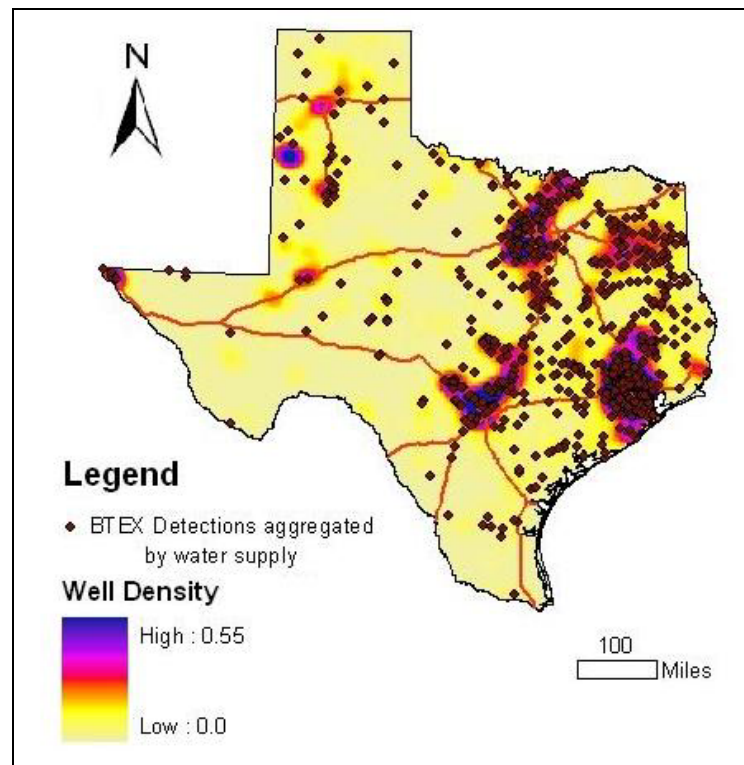 N
Legend
BTEX Detections aggregated
by water supply
Well Density
High : 0.55
Low : 0.0
100
Miles